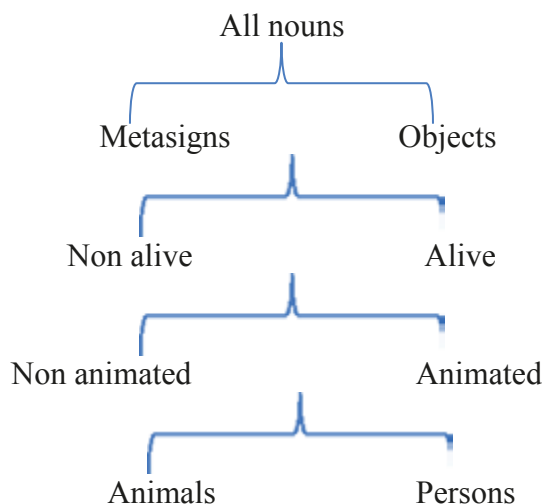 All nouns
Metasigns Objects
Non alive Alive
Non animated Animated
Animals Persons